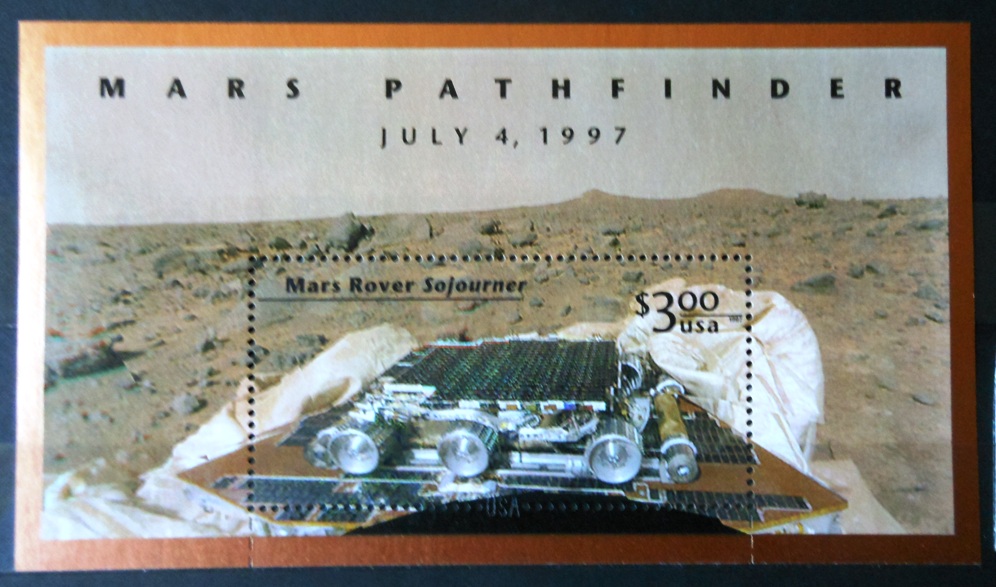 MARS PATHFINDER
JULY 4, 1997
Mars Rover Sojourner
$3.00
usa
USA